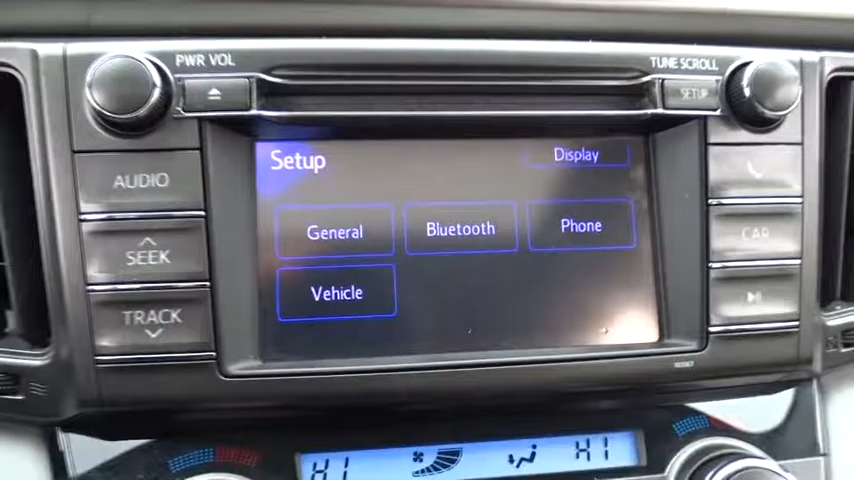 PWR VOL
TUNE SCROLL
SETUP
Setup
Display
AUDIO
General
Bluetooth
Phone
SEEK
CAR
Vehicle
TRACK
HI
HI